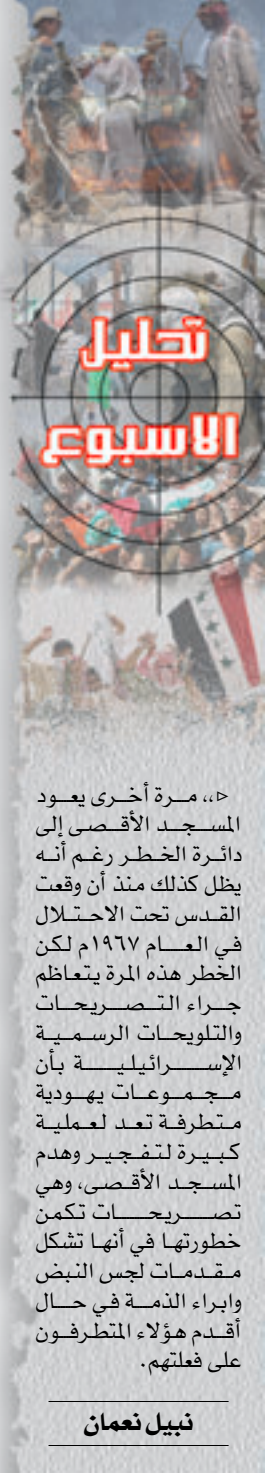 تحليل
الاسبوع
،، مرة أخرى يعود
المسجد الأقصى إلى
دائرة الخطر رغم أنه
يظل كذلك منذ أن وقعت
القدس تحت الاحتلال
في العام ١٩٦٧م لكن
الخطر هذه المرة يتعاظم
جراء التصريحات
والتلويحات الرسمية
الإسرائيلية بأن
مجموعات يهودية
متطرفة تعد لعملية
كبيرة لتفجير وهدم
المسجد الأقصى، وهي
تصريحات تكمن
خطورتها في أنها تشكل
مقدمات لجس النبض
وابراء الذمة في حال
أقدم هؤلاء المتطرفون
على فعلتهم.
نبيل نعمان